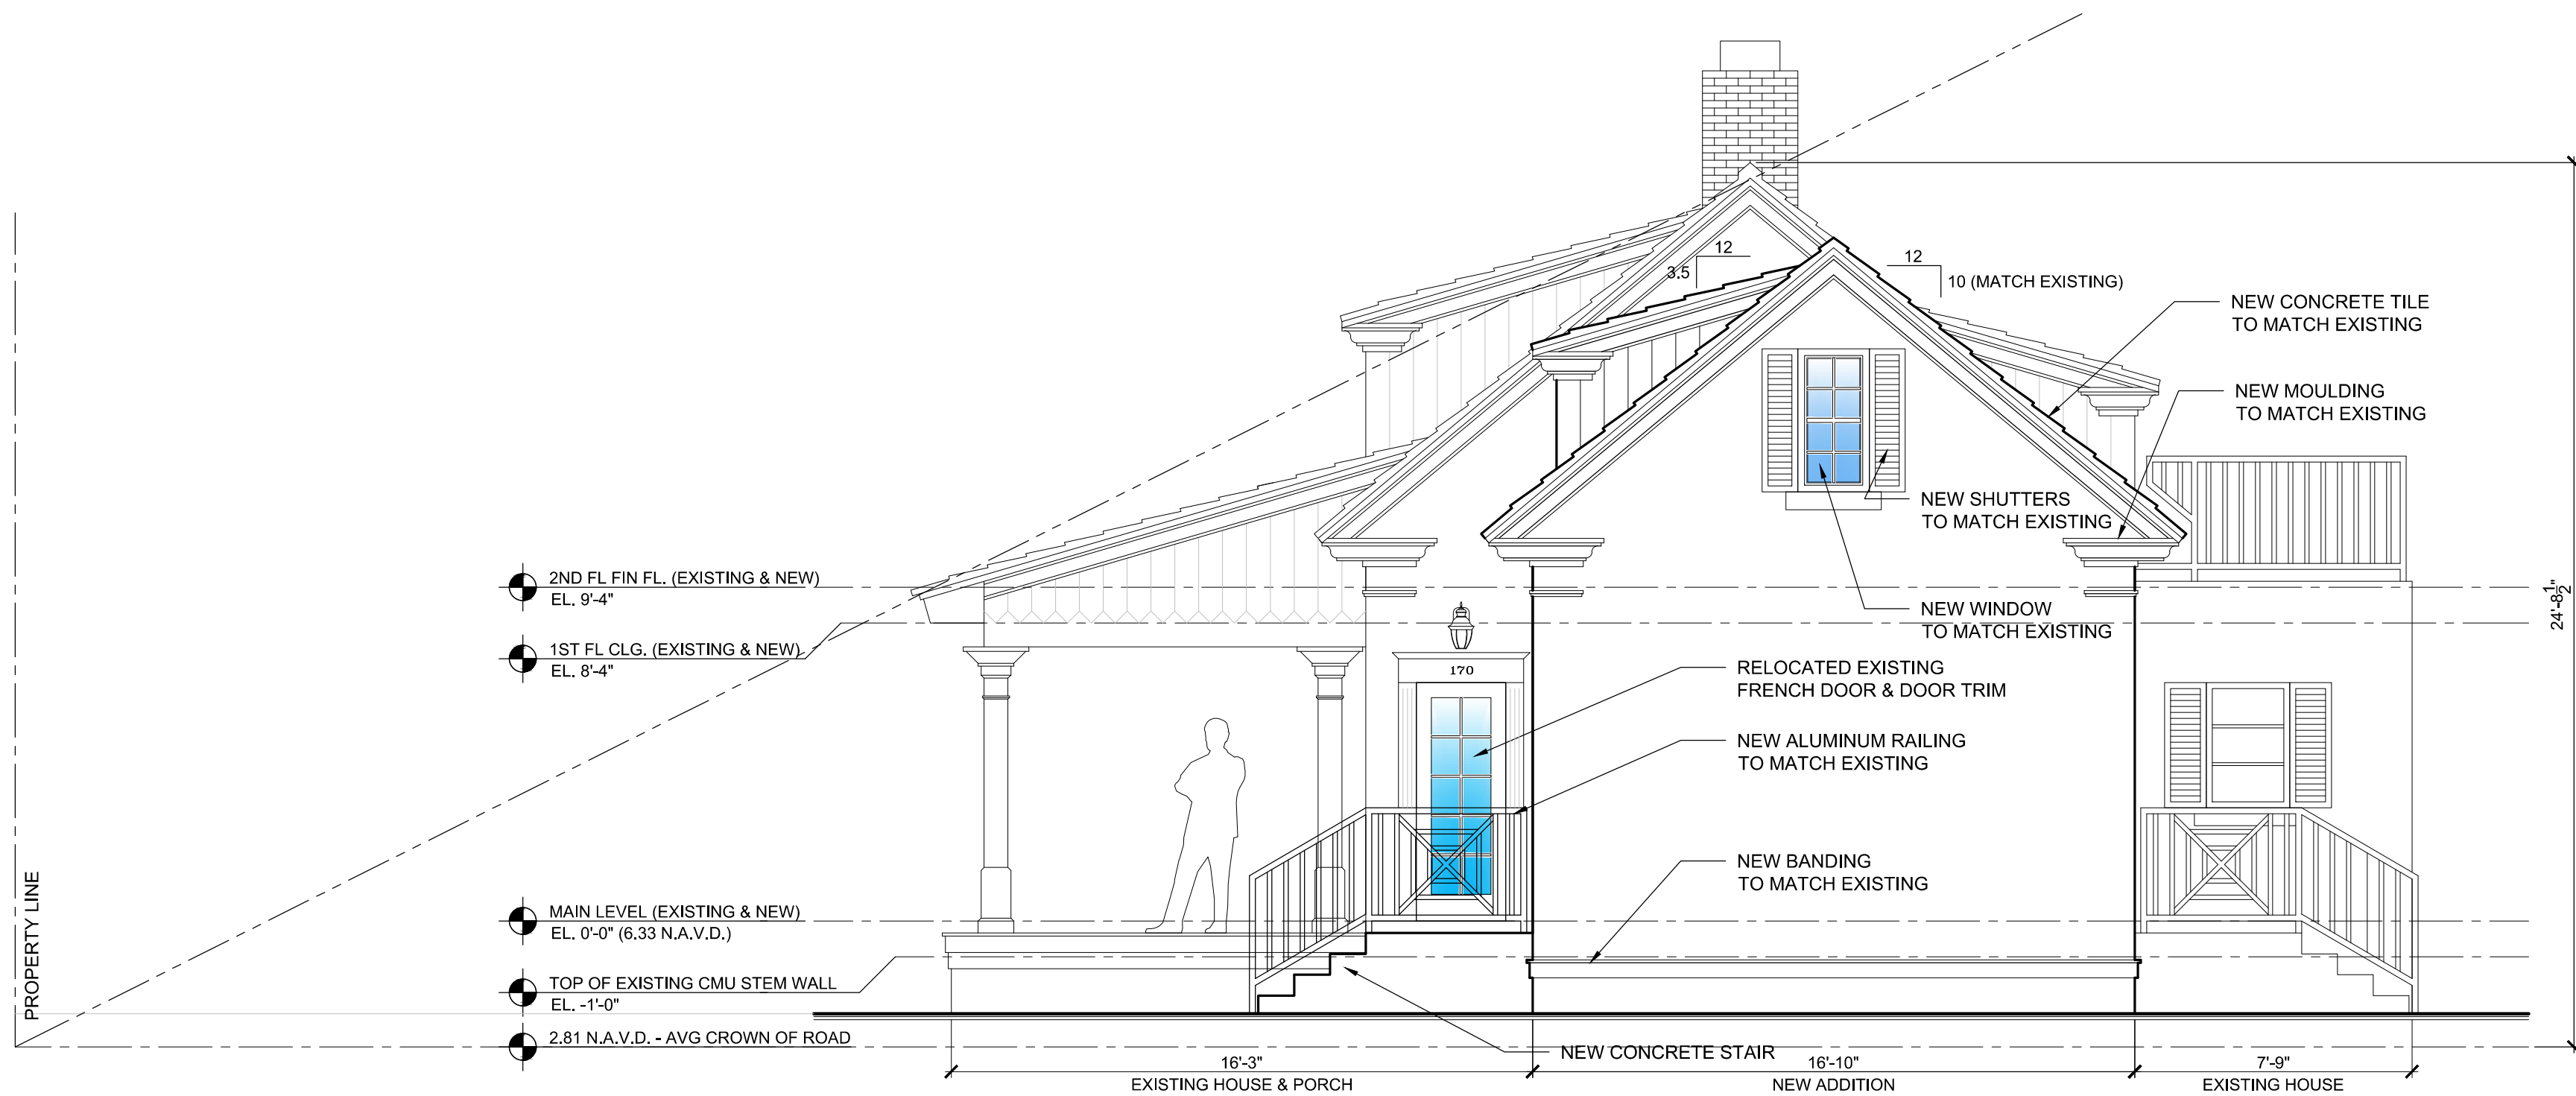 12
3.5
12
10 (MATCH EXISTING)
NEW CONCRETE TILE
TO MATCH EXISTING
NEW MOULDING
TO MATCH EXISTING
NEW SHUTTERS
TO MATCH EXISTING
2ND FL FIN FL. (EXISTING & NEW)
EL. 9'-4"
24'-8 1/2"
NEW WINDOW
TO MATCH EXISTING
1ST FL CLG. (EXISTING & NEW)
EL. 8'-4"
170
RELOCATED EXISTING
FRENCH DOOR & DOOR TRIM
NEW ALUMINUM RAILING
TO MATCH EXISTING
NEW BANDING
TO MATCH EXISTING
PROPERTY LINE
MAIN LEVEL (EXISTING & NEW)
EL. 0'-0" (6.33 N.A.V.D.)
TOP OF EXISTING CMU STEM WALL
EL. -1'-0"
2.81 N.A.V.D. - AVG CROWN OF ROAD
NEW CONCRETE STAIR
16'-3"
EXISTING HOUSE & PORCH
16'-10"
NEW ADDITION
7'-9"
EXISTING HOUSE